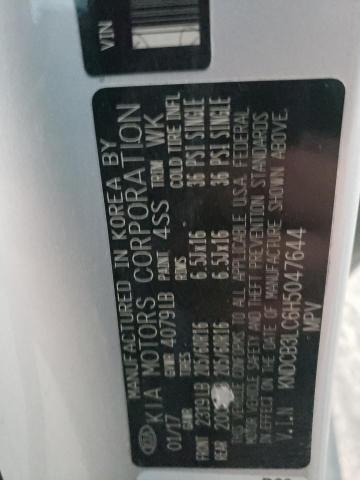 VIN
MANUFACTURED IN KOREA BY
KIA MOTORS CORPORATION
01/17 GVWR 4079LB 4SS TRIM WK
GAWR TIRES RIMS COLD TIRE INFL
FRONT 2319LB 205/60R16 6.5Jx16 36 PSI SINGLE
REAR 205/60R16 6.5Jx16 36 PSI SINGLE
THIS VEHICLE CONFORMS TO ALL APPLICABLE U.S.A. FEDERAL
MOTOR VEHICLE SAFETY AND THEFT PREVENTION STANDARDS
IN EFFECT ON THE DATE OF MANUFACTURE SHOWN ABOVE.
V.I.N KNDCB3LC6H5047644
MPV